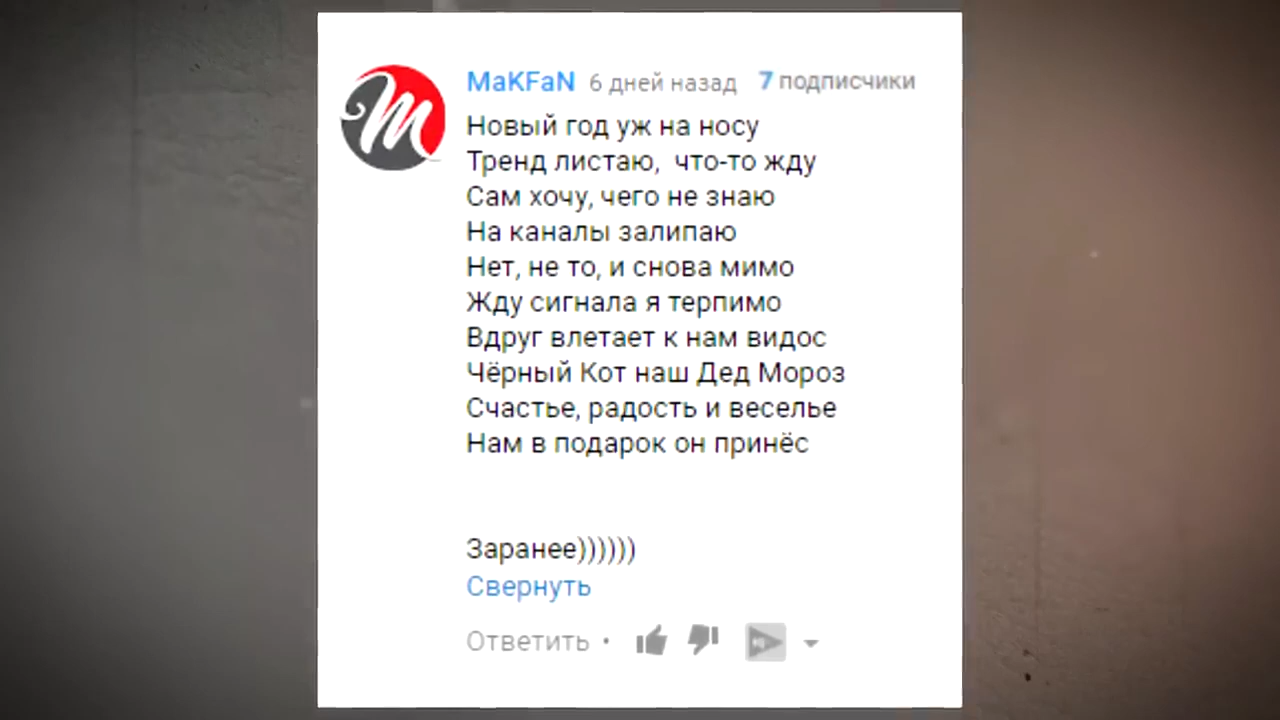 MaKFaN 6 дней назад 7 подписчики
Новый год уж на носу
Тренд листаю, что-то жду
Сам хочу, чего не знаю
На каналы залипаю
Нет, не то, и снова мимо
Жду сигнала я терпимо
Вдруг влетает к нам видос
Чёрный Кот наш Дед Мороз
Счастье, радость и веселье
Нам в подарок он принёс
Заранее))))))
Свернуть
Ответить •